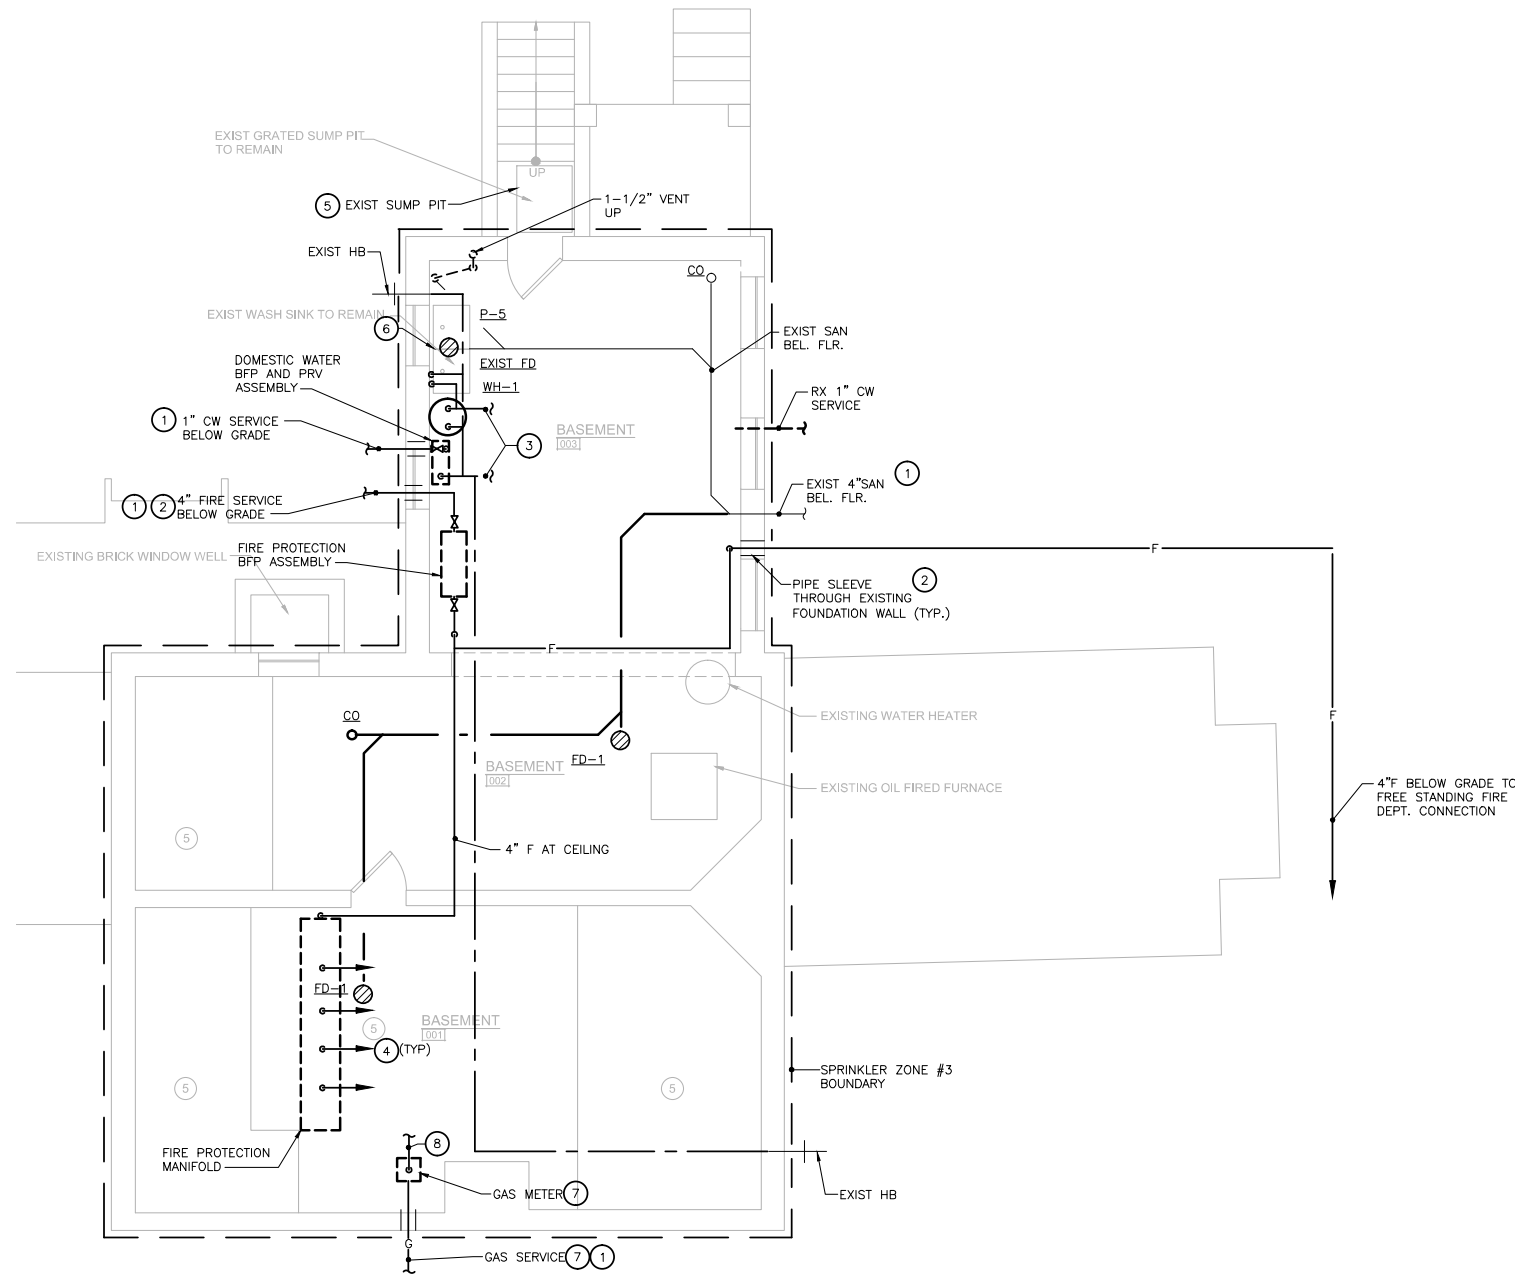 EXIST GRATED SUMP PIT
TO REMAIN
UP
5 EXIST SUMP PIT
1-1/2" VENT
UP
EXIST HB
CO
EXIST WASH SINK TO REMAIN
6
P-5
EXIST SAN
BEL. FLR.
DOMESTIC WATER
BFP AND PRV
ASSEMBLY
EXIST FD
WH-1
RX 1" CW
SERVICE
1 1" CW SERVICE
BELOW GRADE
BASEMENT
003
3
1 2 4" FIRE SERVICE
BELOW GRADE
EXIST 4"SAN
BEL. FLR.
1
EXISTING BRICK WINDOW WELL
FIRE PROTECTION
BFP ASSEMBLY
F
PIPE SLEEVE
THROUGH EXISTING
FOUNDATION WALL (TYP.)
2
F
CO
EXISTING WATER HEATER
F
FD-1
BASEMENT
002
EXISTING OIL FIRED FURNACE
4"F BELOW GRADE TO
FREE STANDING FIRE
DEPT. CONNECTION
5
4" F AT CEILING
FD-1
BASEMENT
001
5
4 (TYP)
5
5
SPRINKLER ZONE #3
BOUNDARY
FIRE PROTECTION
MANIFOLD
8
GAS METER 7
EXIST HB
G
GAS SERVICE 7 1